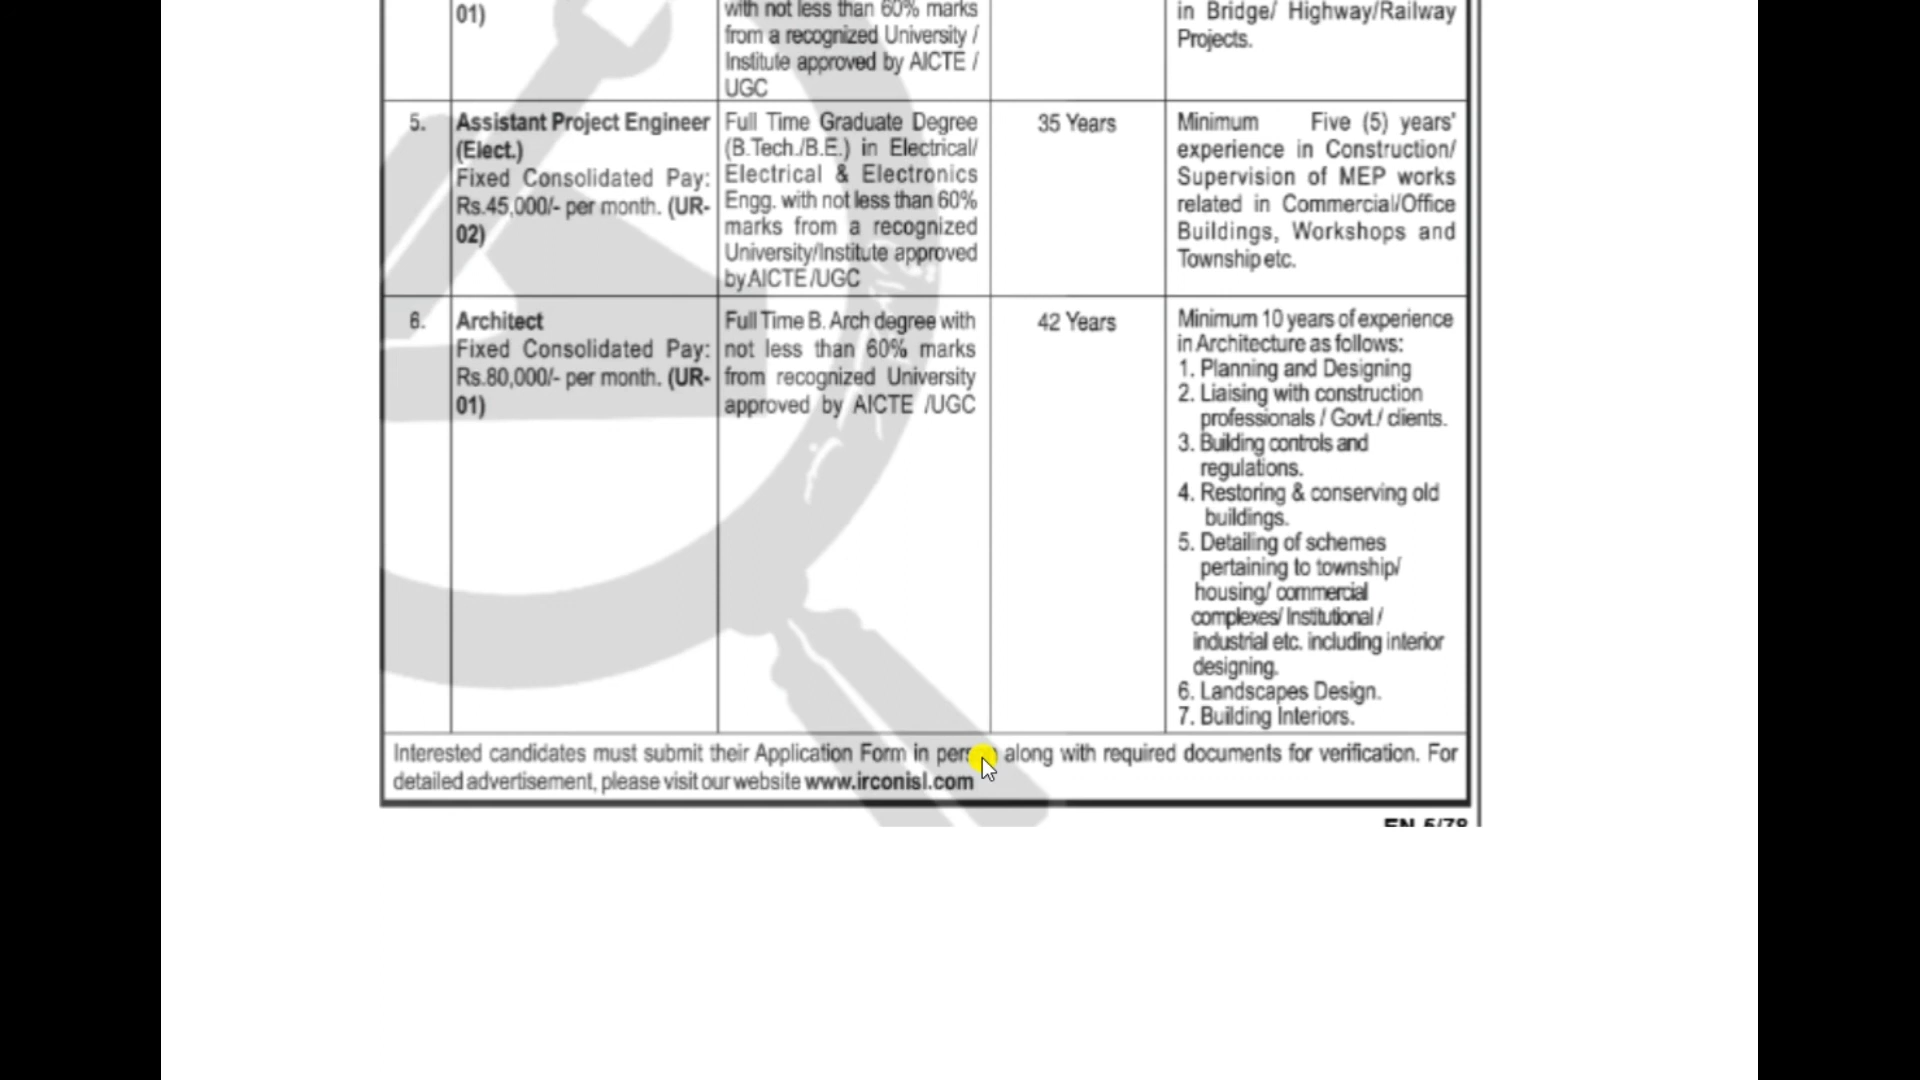 01)
with not less than 60% marks
from a recognized University /
Institute approved by AICTE /
UGC
in Bridge/ Highway/Railway
Projects.
5.
Assistant Project Engineer
(Elect.)
Fixed Consolidated Pay:
Rs.45,000/- per month. (UR-
02)
Full Time Graduate Degree
(B.Tech./B.E.) in Electrical/
Electrical & Electronics
Engg. with not less than 60%
marks from a recognized
University/Institute approved
by AICTE /UGC
35 Years
Minimum Five (5) years'
experience in Construction/
Supervision of MEP works
related in Commercial/Office
Buildings, Workshops and
Township etc.
6.
Architect
Fixed Consolidated Pay:
Rs.80,000/- per month. (UR-
01)
Full Time B. Arch degree with
not less than 60% marks
from recognized University
approved by AICTE /UGC
42 Years
Minimum 10 years of experience
in Architecture as follows:
1. Planning and Designing
2. Liaising with construction
professionals / Govt./ clients.
3. Building controls and
regulations.
4. Restoring & conserving old
buildings.
5. Detailing of schemes
pertaining to township/
housing/ commercial
complexes/ Institutional /
industrial etc. including interior
designing.
6. Landscapes Design.
7. Building Interiors.
Interested candidates must submit their Application Form in along with required documents for verification. For
detailed advertisement, please visit our website www.irconisl.com